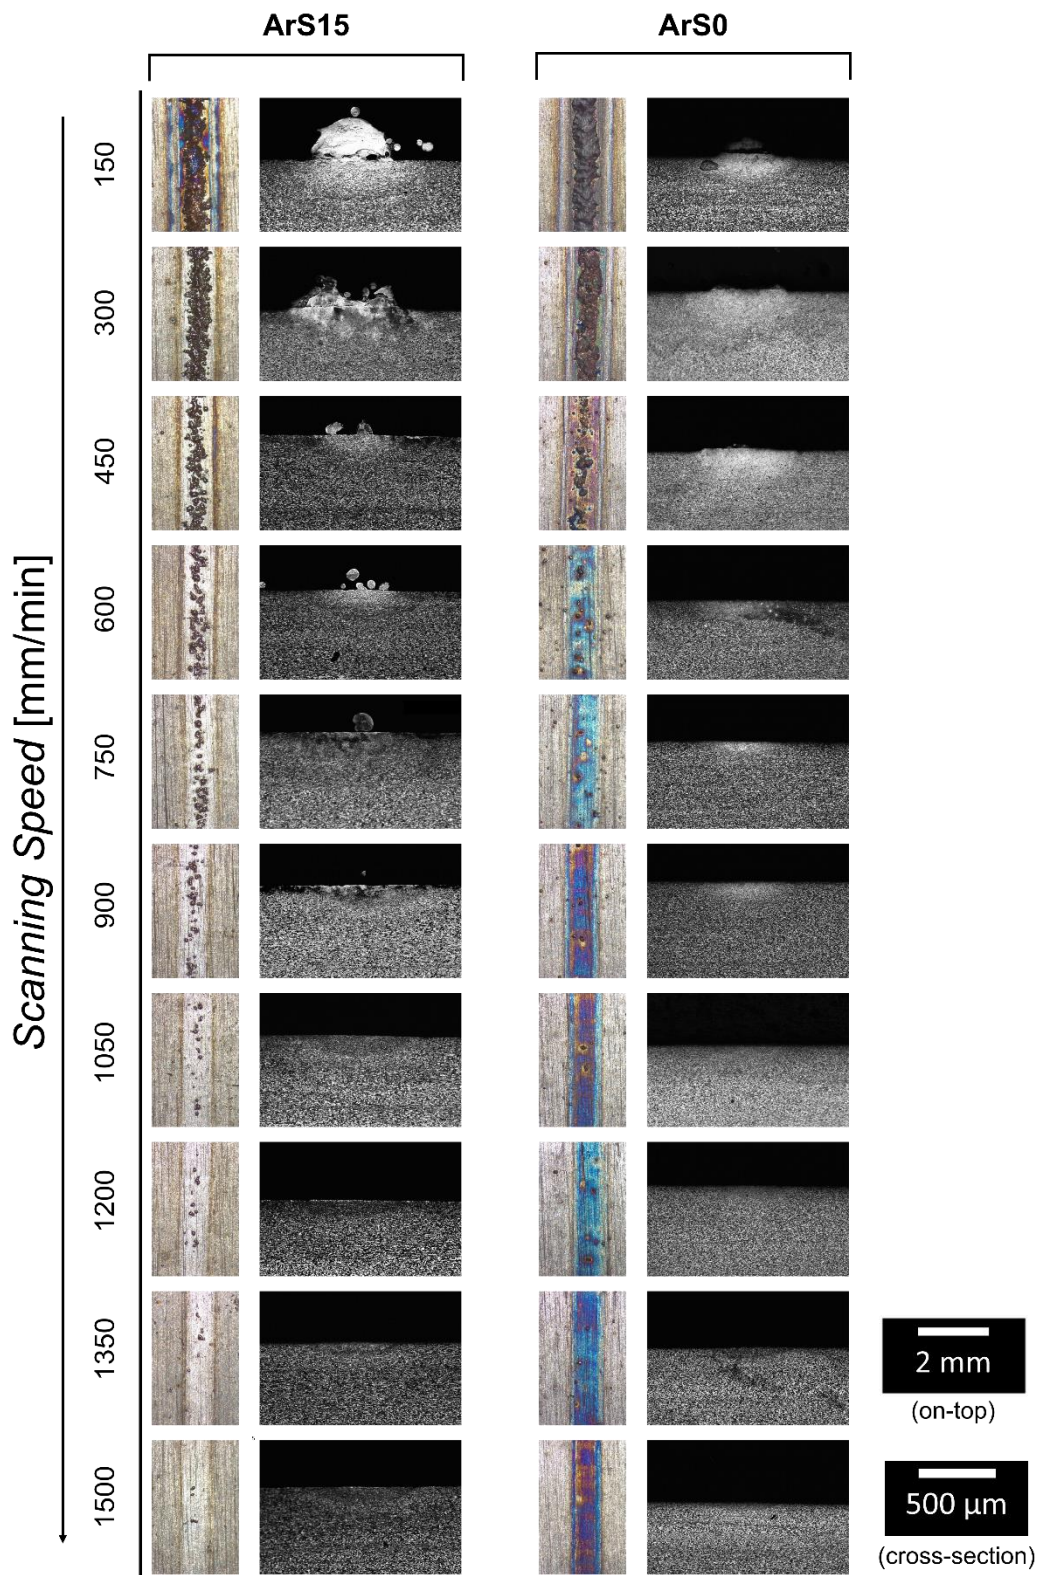 ArS15
ArS0
Scanning Speed [mm/min]
150
300
450
600
750
900
1050
1200
1350
1500
2 mm
(on-top)
500 µm
(cross-section)